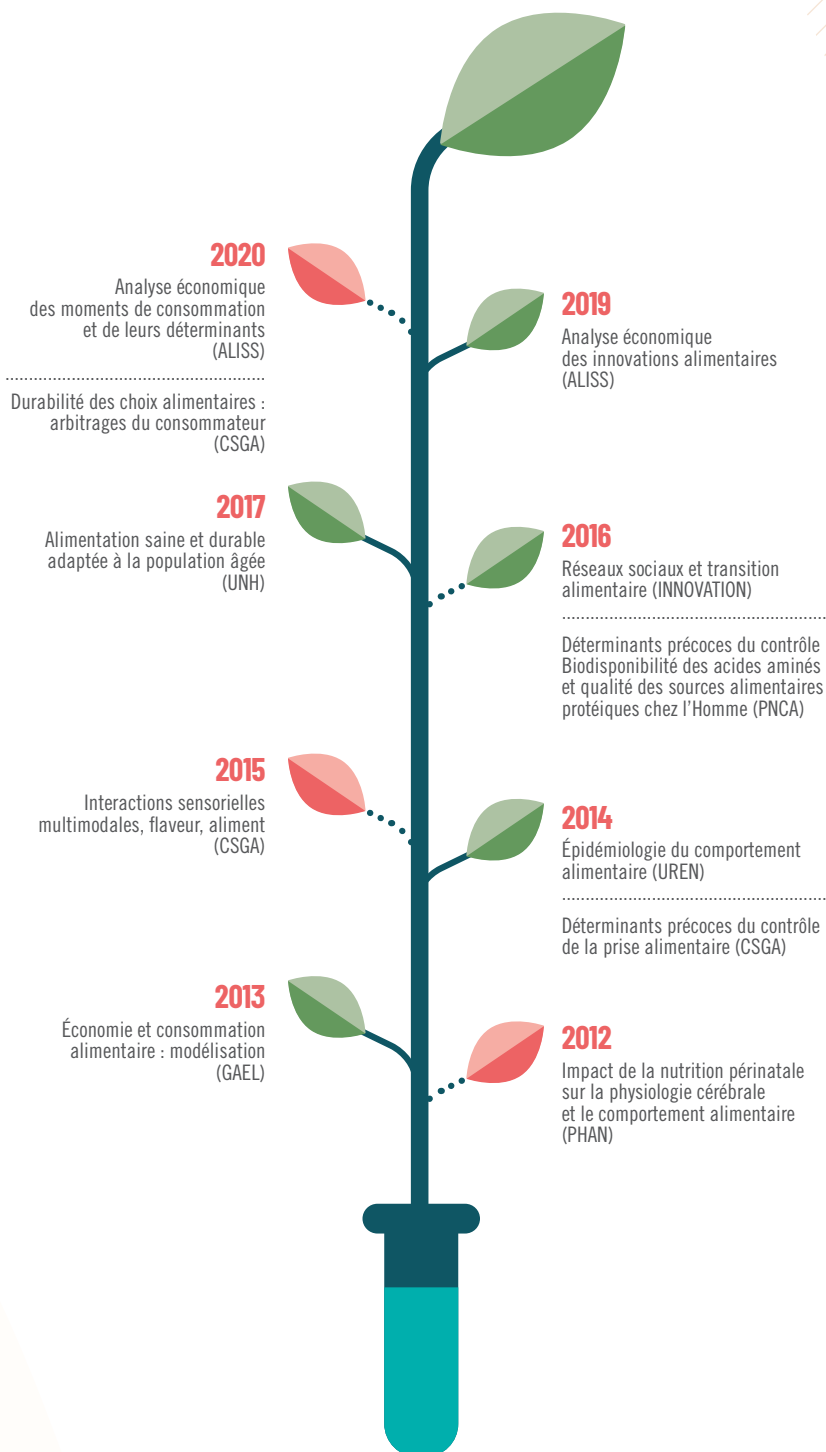 2020
Analyse économique
des moments de consommation
et de leurs déterminants
(ALISS)
Durabilité des choix alimentaires :
arbitrages du consommateur
(CSGA)
2019
Analyse économique
des innovations alimentaires
(ALISS)
2017
Alimentation saine et durable
adaptée à la population âgée
(UNH)
2016
Réseaux sociaux et transition
alimentaire (INNOVATION)
Déterminants précoces du contrôle
Biodisponibilité des acides aminés
et qualité des sources alimentaires
protéiques chez l’Homme (PNCA)
2015
Interactions sensorielles
multimodales, flaveur, aliment
(CSGA)
2014
Épidémiologie du comportement
alimentaire (UREN)
Déterminants précoces du contrôle
de la prise alimentaire (CSGA)
2013
Économie et consommation
alimentaire : modélisation
(GAEL)
2012
Impact de la nutrition périnatale
sur la physiologie cérébrale
et le comportement alimentaire
(PHAN)